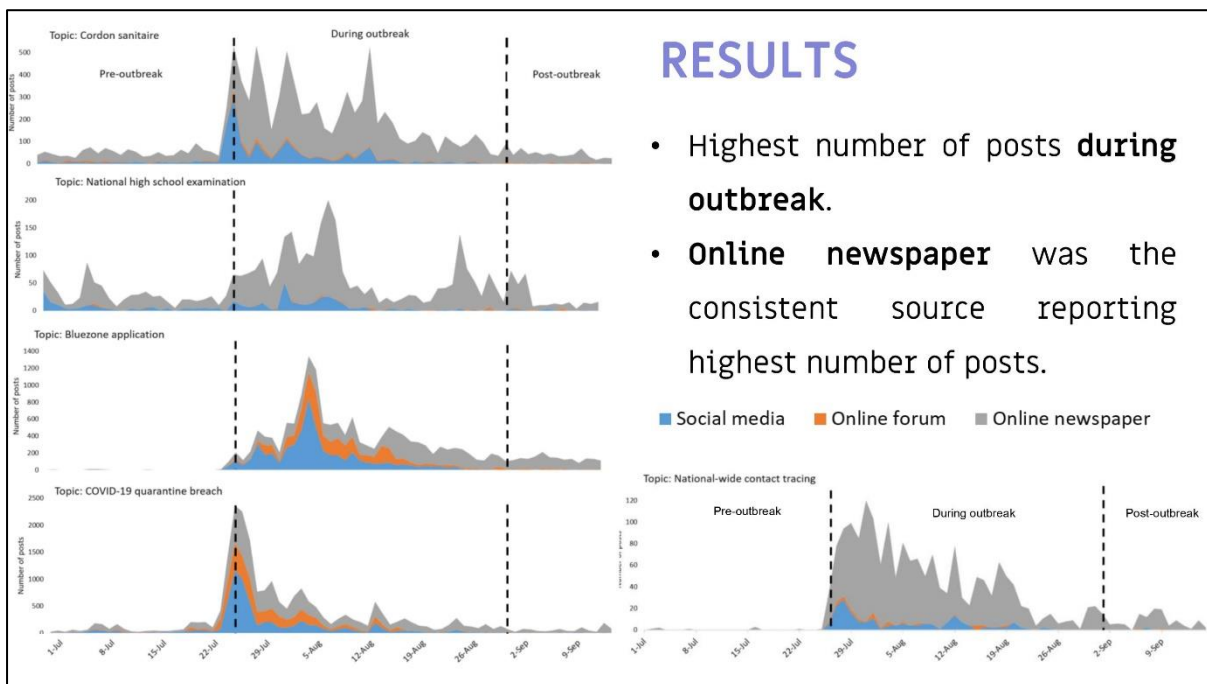 Topic: Cordon sanitaire
During outbreak
Pre-outbreak
Post-outbreak
Number of posts
500
400
300
200
100
0
Topic: National high school examination
Number of posts
200
150
100
50
0
Topic: Bluezone application
Number of posts
1400
1200
1000
800
600
400
200
0
Topic: COVID-19 quarantine breach
Number of posts
2500
2000
1500
1000
500
0
1-Jul
8-Jul
15-Jul
22-Jul
29-Jul
5-Aug
12-Aug
19-Aug
26-Aug
2-Sep
9-Sep
RESULTS
• Highest number of posts during
outbreak.
• Online newspaper was the
consistent source reporting
highest number of posts.
Social media Online forum Online newspaper
Topic: National-wide contact tracing
Pre-outbreak
During outbreak
Post-outbreak
120
100
80
60
40
20
0
1-Jul
8-Jul
15-Jul
22-Jul
29-Jul
5-Aug
12-Aug
19-Aug
26-Aug
2-Sep
9-Sep